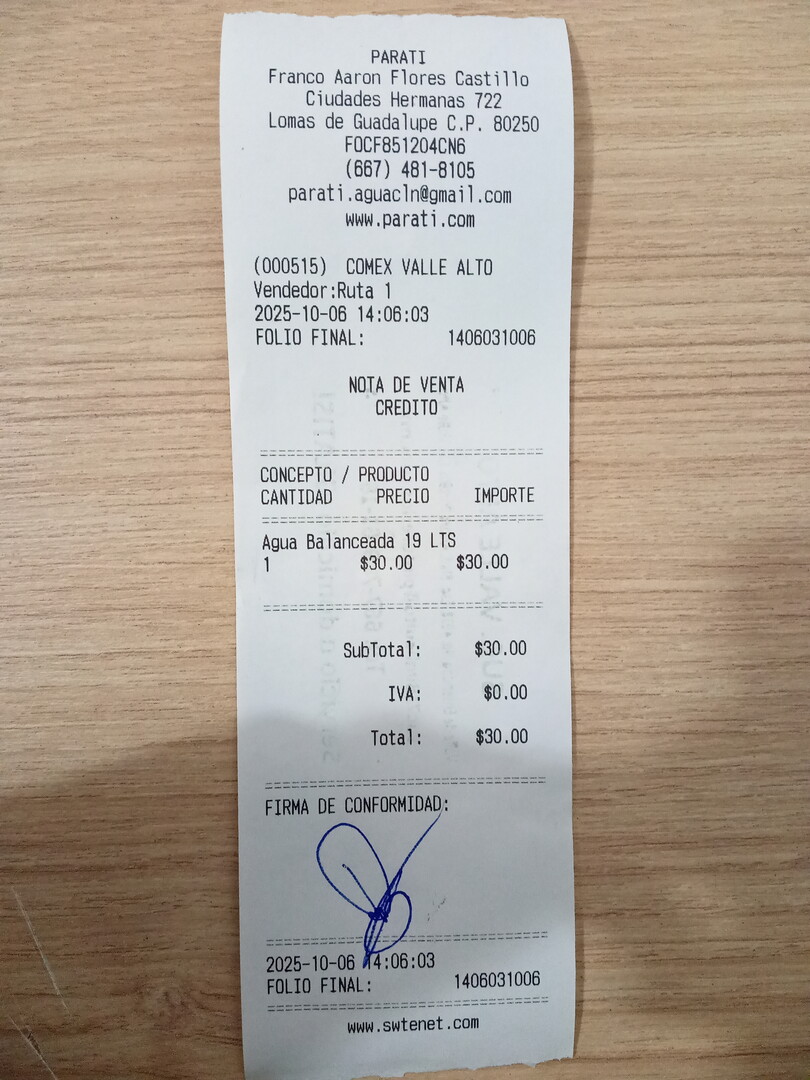 PARATI
Franco Aaron Flores Castillo
Ciudades Hermanas 722
Lomas de Guadalupe C.P. 80250
FOCF851204CN6
(667) 481-8105
parati.aguacln@gmail.com
www.parati.com
(000515) COMEX VALLE ALTO
Vendedor:Ruta 1
2025-10-06 14:06:03
FOLIO FINAL: 1406031006
NOTA DE VENTA
CREDITO
CONCEPTO / PRODUCTO
CANTIDAD PRECIO IMPORTE
Agua Balanceada 19 LTS
1 $30.00 $30.00
SubTotal: $30.00
IVA: $0.00
Total: $30.00
FIRMA DE CONFORMIDAD:
2025-10-06 14:06:03
FOLIO FINAL: 1406031006
www.swtenet.com